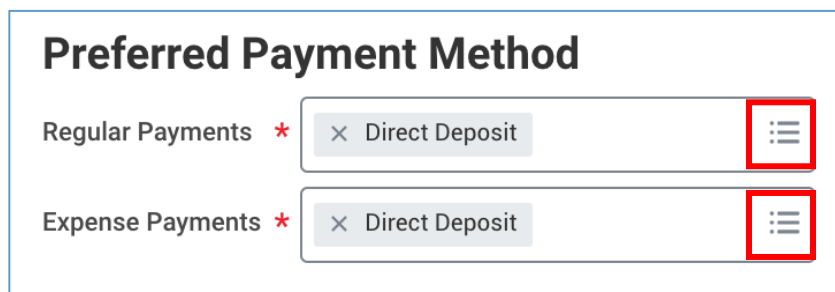 Preferred Payment Method
Regular Payments * × Direct Deposit
Expense Payments * × Direct Deposit